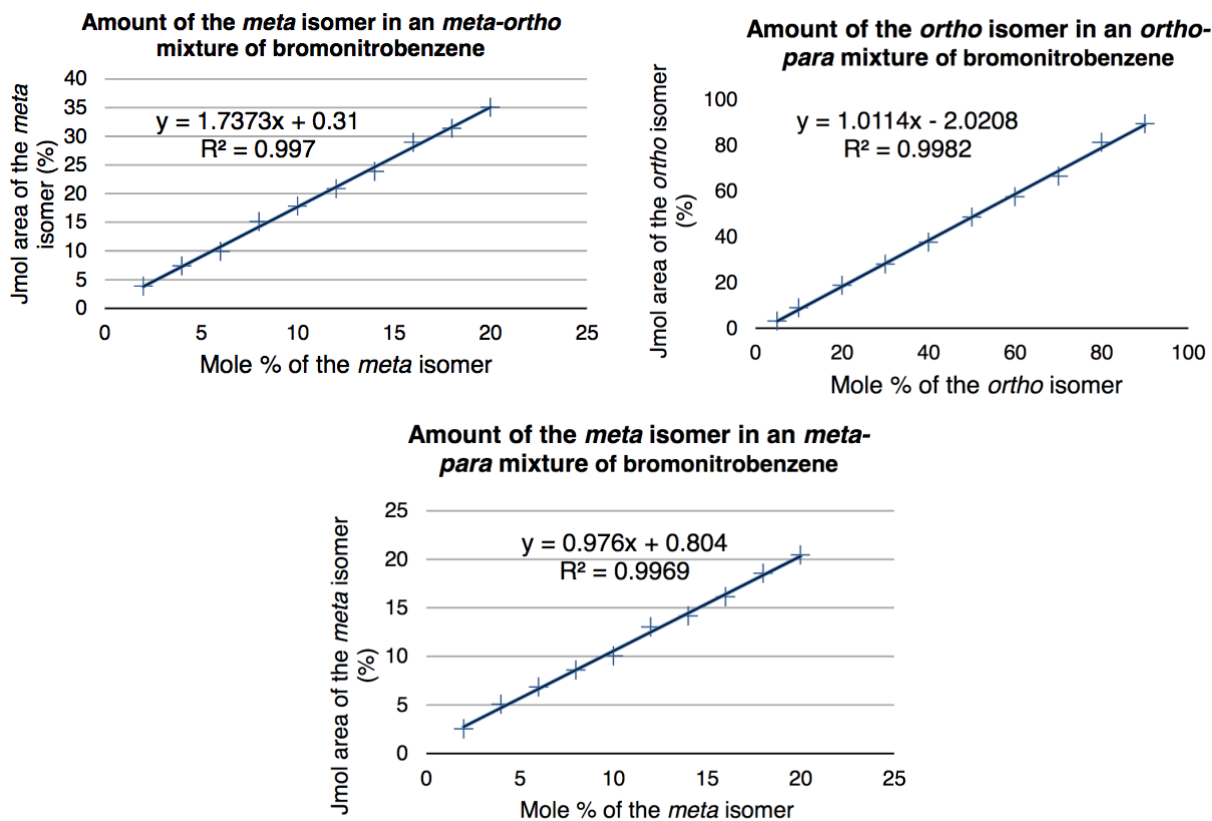 Amount of the meta isomer in an meta-ortho
mixture of bromonitrobenzene
Jmol area of the meta
isomer (%)
40
35
30
25
20
15
10
5
0
y = 1.7373x + 0.31
R² = 0.997
0 5 10 15 20 25
Mole % of the meta isomer
Amount of the ortho isomer in an ortho-
para mixture of bromonitrobenzene
Jmol area of the ortho isomer
(%)
100
80
60
40
20
0
y = 1.0114x - 2.0208
R² = 0.9982
0 20 40 60 80 100
Mole % of the ortho isomer
Amount of the meta isomer in an meta-
para mixture of bromonitrobenzene
Jmol area of the meta isomer
(%)
25
20
15
10
5
0
y = 0.976x + 0.804
R² = 0.9969
0 5 10 15 20 25
Mole % of the meta isomer